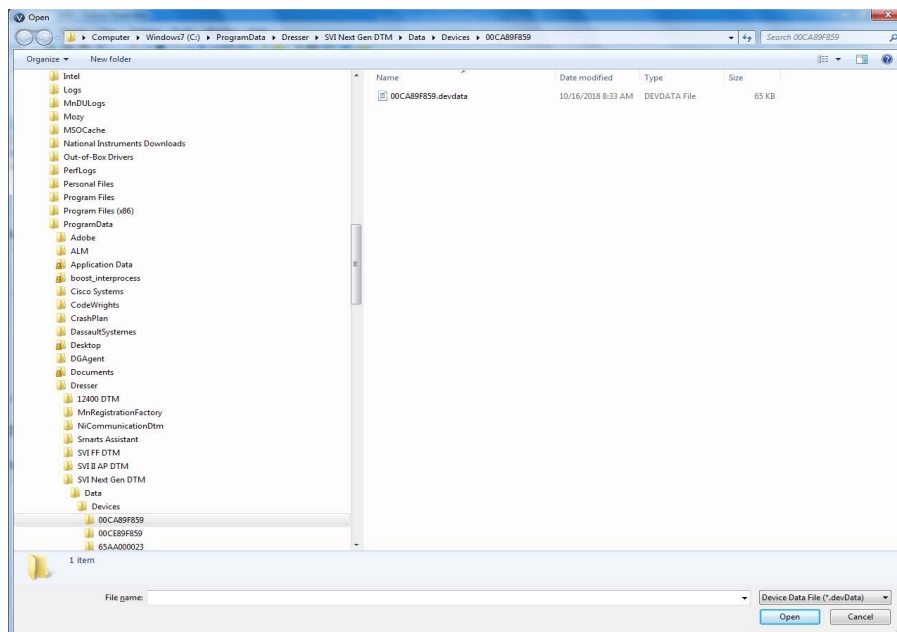 Open
Computer ▸ Windows7 (C:) ▸ ProgramData ▸ Dresser ▸ SVI Next Gen DTM ▸ Data ▸ Devices ▸ 00CA89F859
Search 00CA89F859
Organize
New folder
Intel
Logs
MnDULogs
Mozy
MSOCache
National Instruments Downloads
Out-of-Box Drivers
PerfLogs
Personal Files
Program Files
Program Files (x86)
ProgramData
Adobe
ALM
Application Data
boost_interprocess
Cisco Systems
CodeWrights
CrashPlan
DassaultSystemes
Desktop
DGAgent
Documents
Dresser
12400 DTM
MnRegistrationFactory
NiCommunicationDtm
Smarts Assistant
SVI FF DTM
SVI II AP DTM
SVI Next Gen DTM
Data
Devices
00CA89F859
00CE89F859
65AA000023
Name Date modified Type Size
00CA89F859.devdata 10/16/2018 8:33 AM DEVDATA File 65 KB
1 item
File name:
Device Data File (*.devData)
Open Cancel